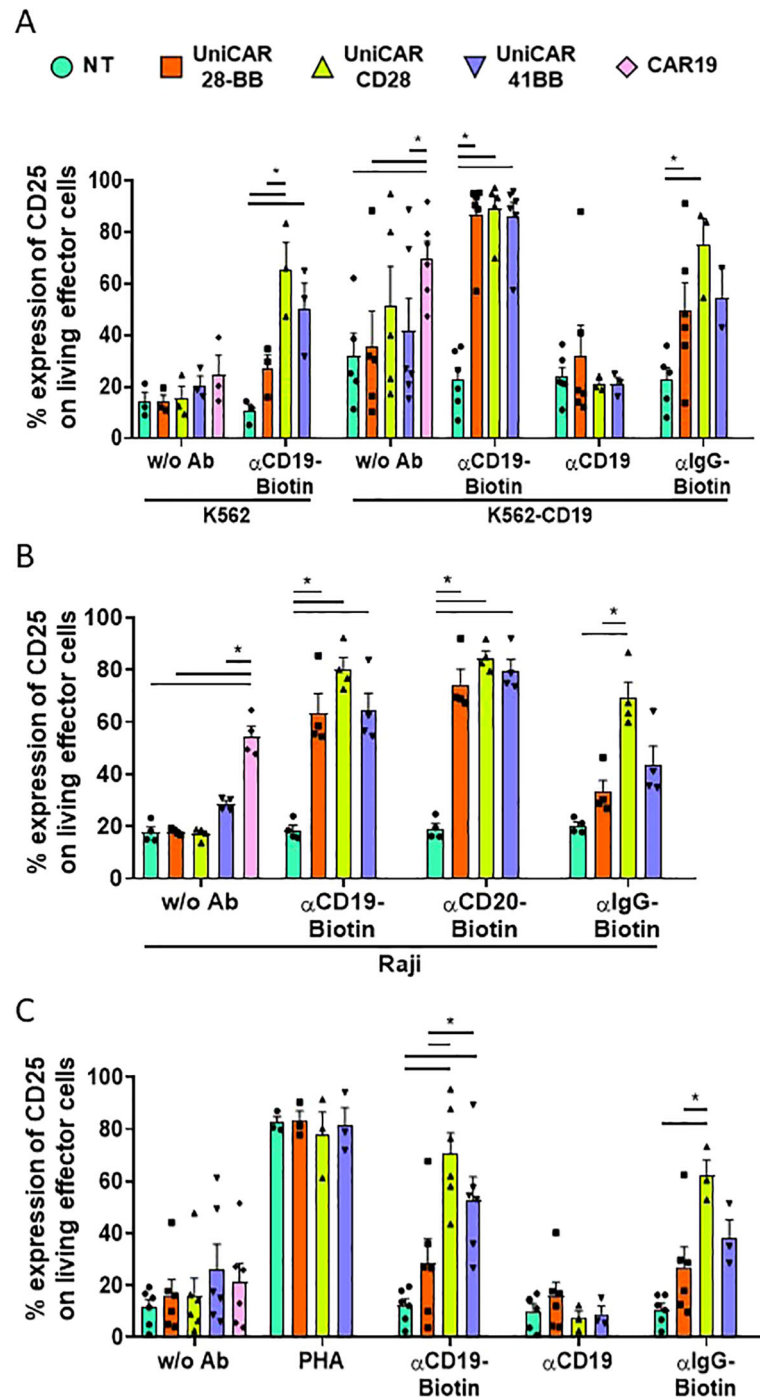 A
NT
UniCAR
28-BB
UniCAR
CD28
UniCAR
41BB
CAR19
*
*
*
*
% expression of CD25
on living effector cells
100
80
60
40
20
0
w/o Ab
αCD19-
Biotin
w/o Ab
αCD19-
Biotin
αCD19
αIgG-
Biotin
K562
K562-CD19
B
*
*
*
*
% expression of CD25
on living effector cells
100
80
60
40
20
0
w/o Ab
αCD19-
Biotin
αCD20-
Biotin
αIgG-
Biotin
Raji
C
*
*
% expression of CD25
on living effector cells
100
80
60
40
20
0
w/o Ab
PHA
αCD19-
Biotin
αCD19
αIgG-
Biotin